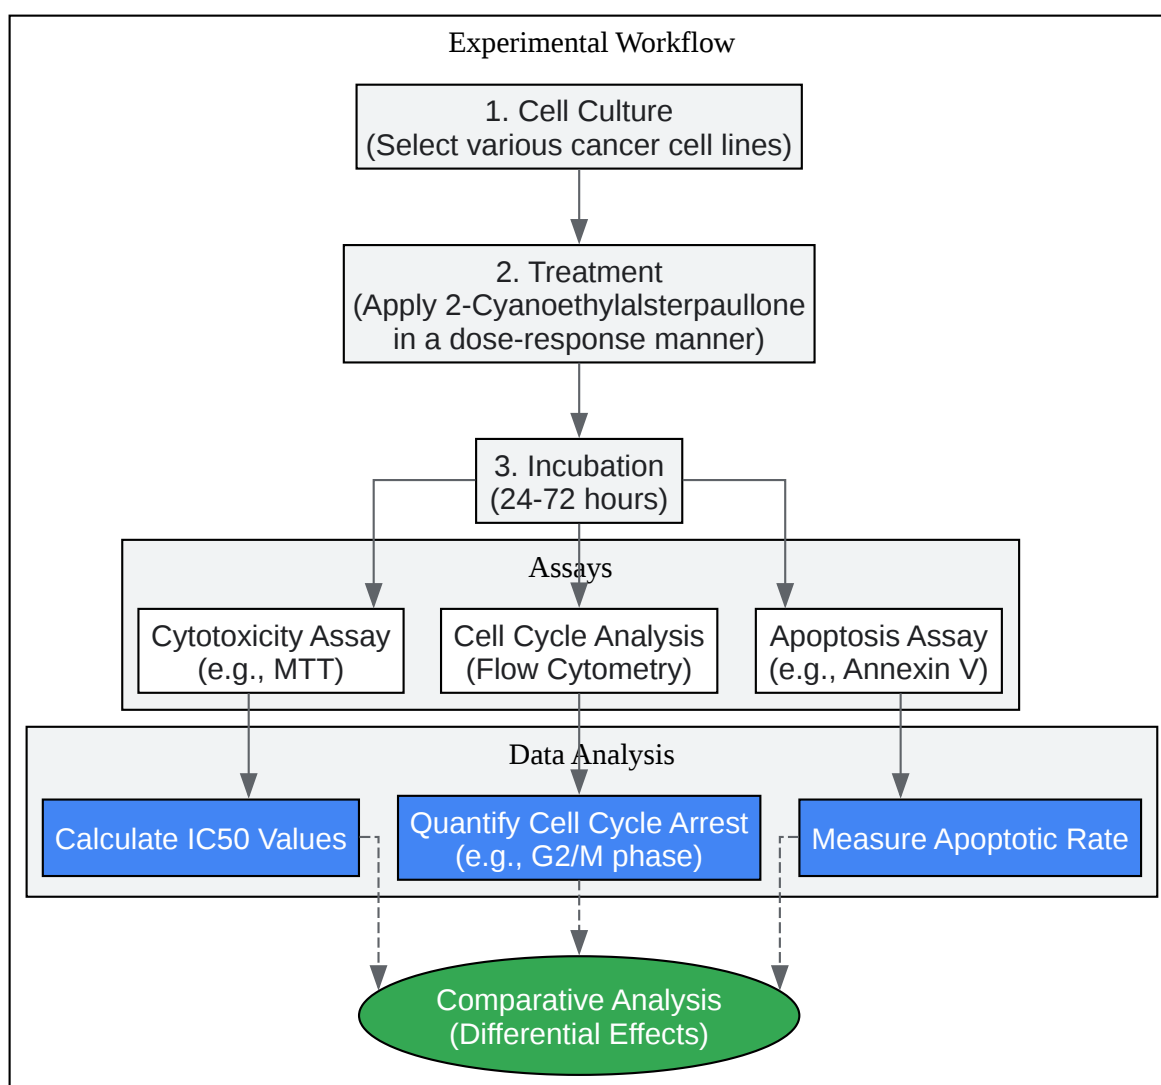 Experimental Workflow
1. Cell Culture
(Select various cancer cell lines)
2. Treatment
(Apply 2-Cyanoethylalsterpaullone
in a dose-response manner)
3. Incubation
(24-72 hours)
Assays
Cytotoxicity Assay
(e.g., MTT)
Cell Cycle Analysis
(Flow Cytometry)
Apoptosis Assay
(e.g., Annexin V)
Data Analysis
Calculate IC50 Values
Quantify Cell Cycle Arrest
(e.g., G2/M phase)
Measure Apoptotic Rate
Comparative Analysis
(Differential Effects)